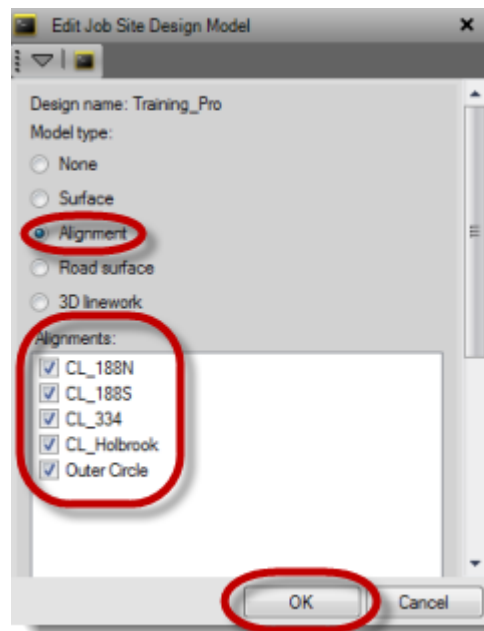 Edit Job Site Design Model
Design name: Training_Pro
Model type:
None
Surface
Alignment
Road surface
3D linework
Alignments:
CL_188N
CL_188S
CL_334
CL_Holbrook
Outer Circle
OK
Cancel